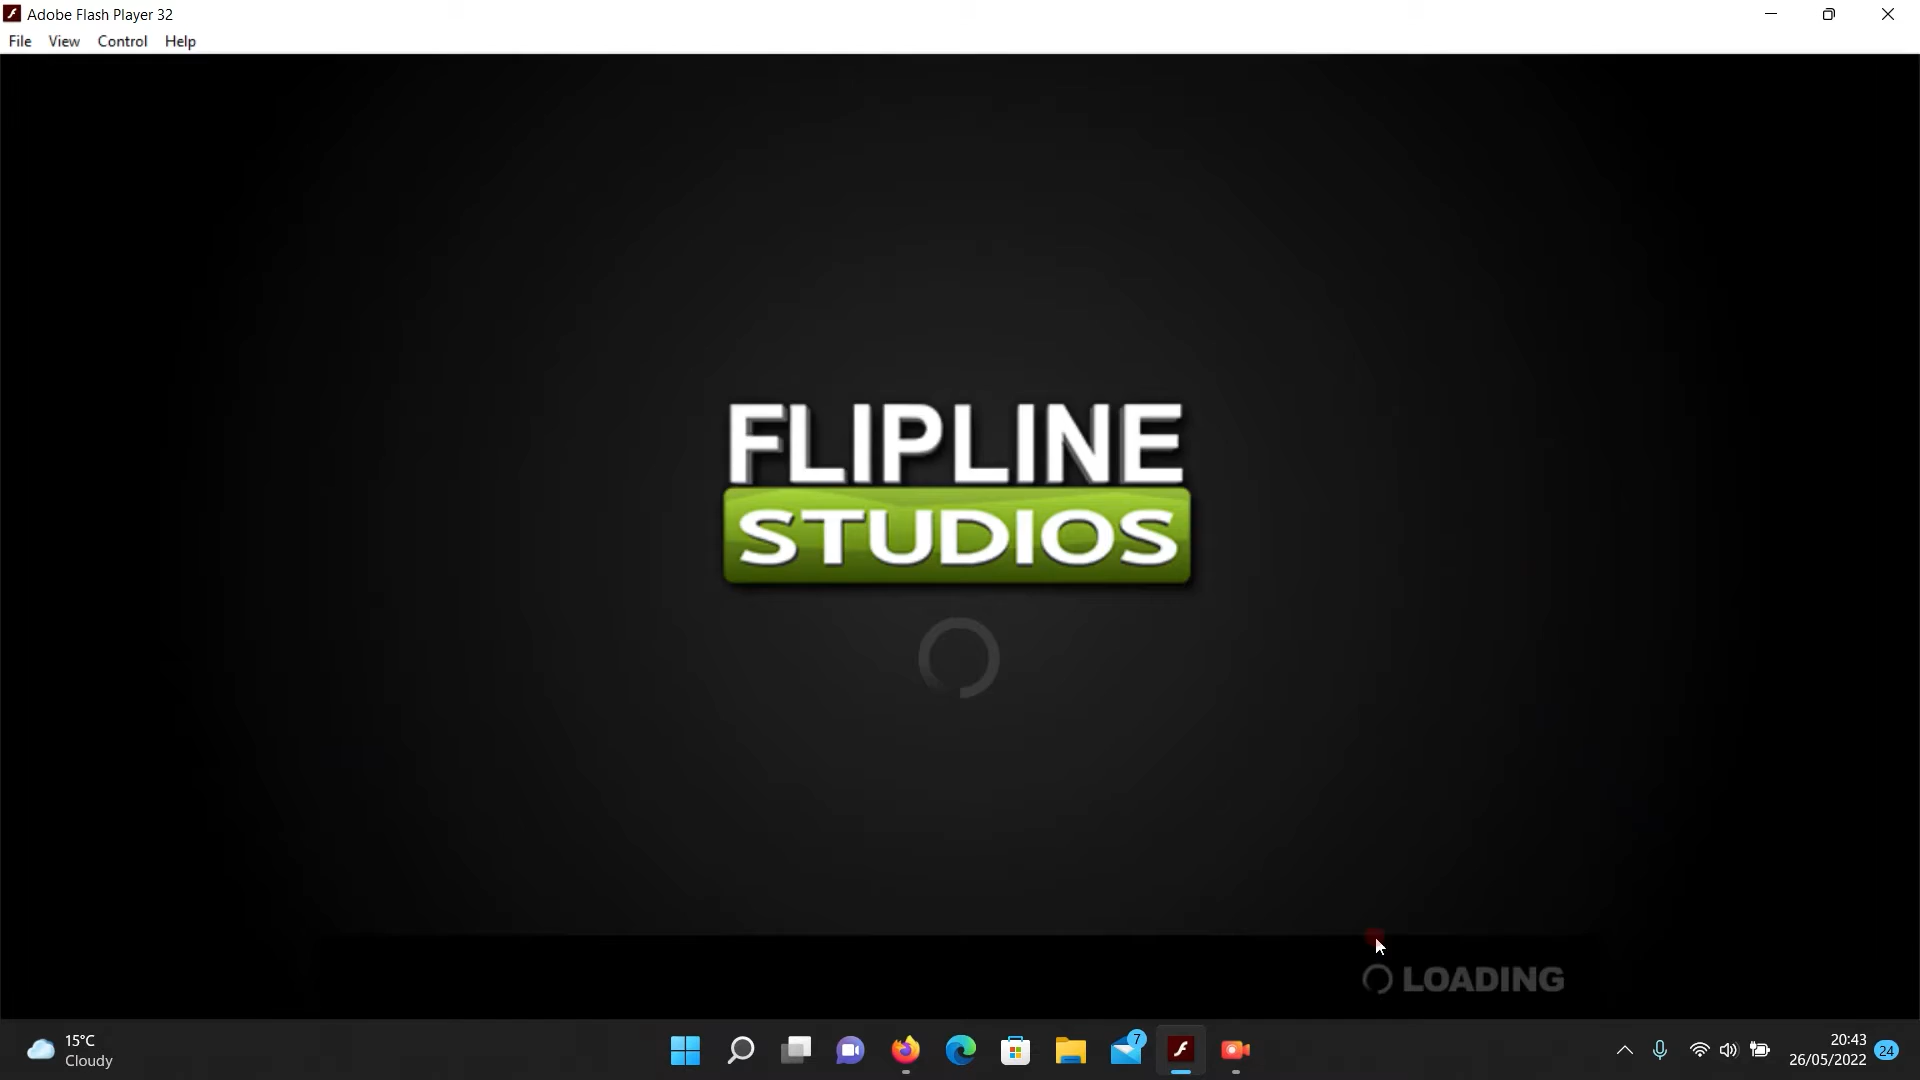 Adobe Flash Player 32
File View Control Help
FLIPLINE
STUDIOS
LOADING
15°C
Cloudy
7
20:43
26/05/2022
24